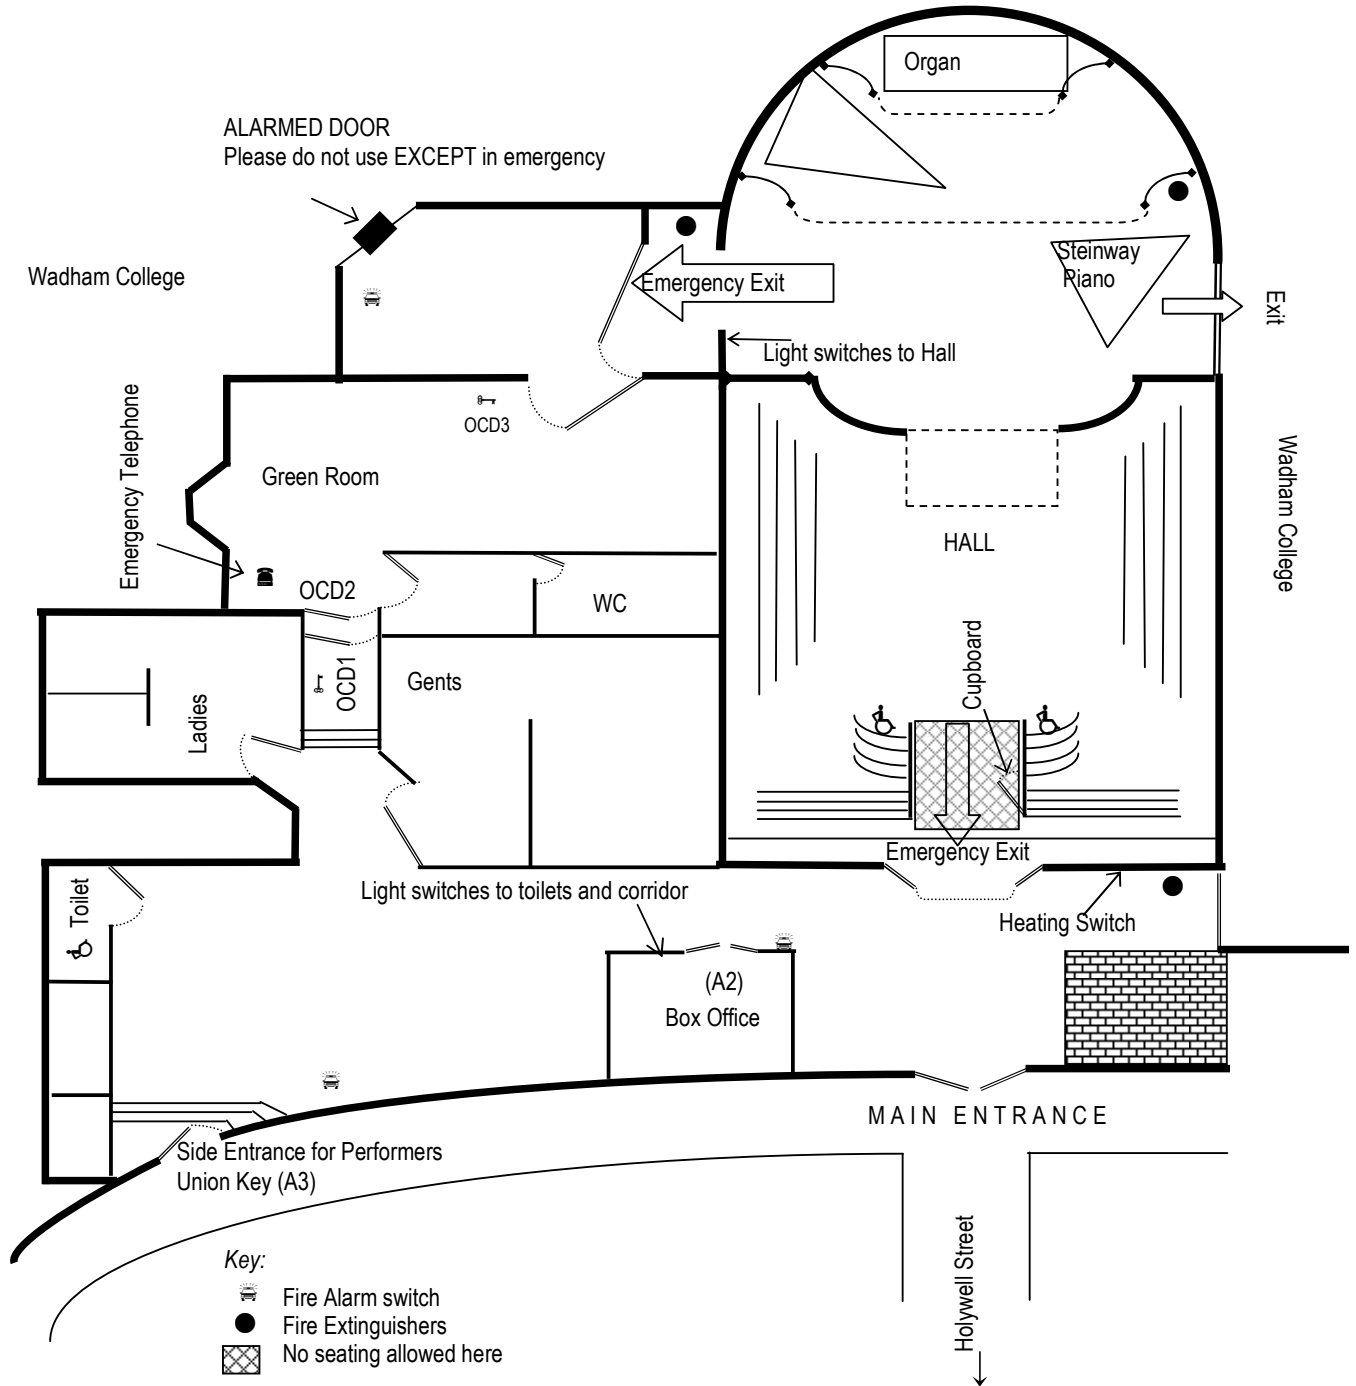 Organ
ALARMED DOOR
Please do not use EXCEPT in emergency
Wadham College
Steinway
Piano
Emergency Exit
Exit
Light switches to Hall
Emergency Telephone
OCD3
Green Room
Wadham College
HALL
OCD2
WC
OCD1
Gents
Ladies
Cupboard
Emergency Exit
Light switches to toilets and corridor
Toilet
Heating Switch
(A2)
Box Office
MAIN ENTRANCE
Side Entrance for Performers
Union Key (A3)
Holywell Street
Key:
Fire Alarm switch
Fire Extinguishers
No seating allowed here